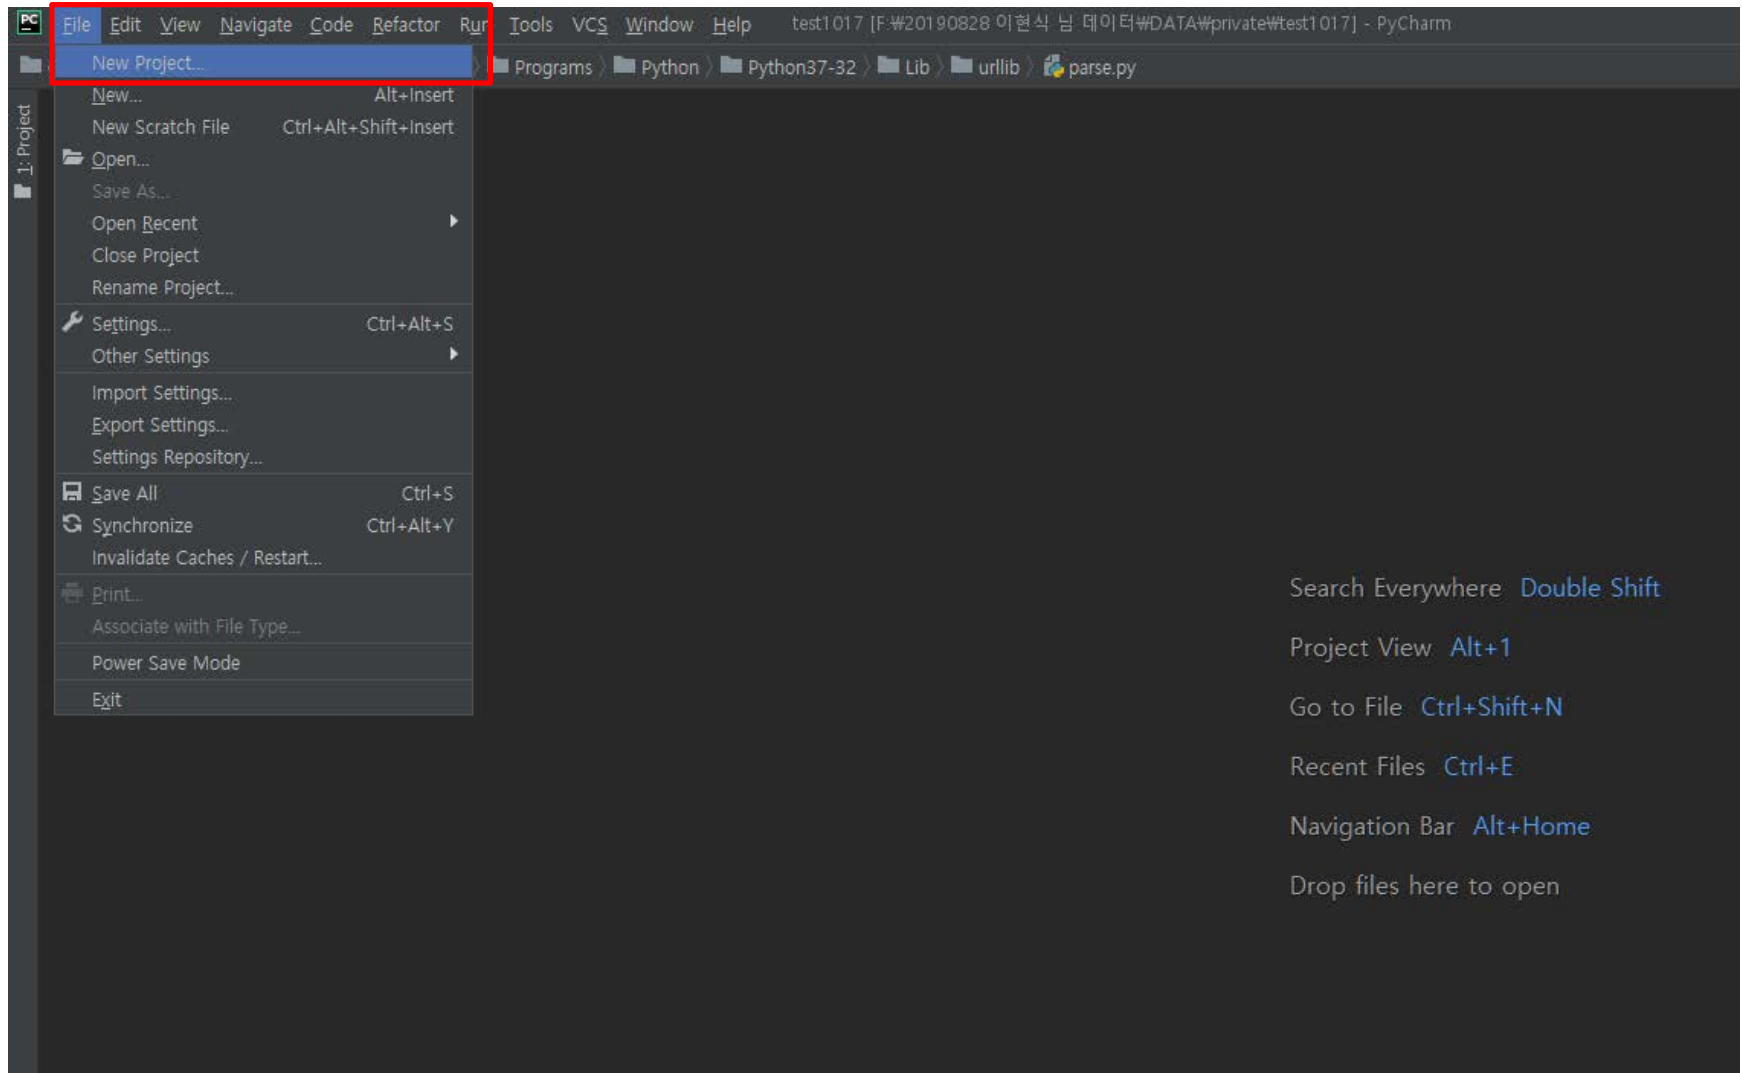 PC File Edit View Navigate Code Refactor Run Tools VCS Window Help test1017 [F:₩20190828 이현식 님 데이터₩DATA₩private₩test1017] - PyCharm
New Project...
Programs Python Python37-32 Lib urllib parse.py
1: Project
New... Alt+Insert
New Scratch File Ctrl+Alt+Shift+Insert
Open...
Save As...
Open Recent
Close Project
Rename Project...
Settings... Ctrl+Alt+S
Other Settings
Import Settings...
Export Settings...
Settings Repository...
Save All Ctrl+S
Synchronize Ctrl+Alt+Y
Invalidate Caches / Restart...
Print...
Associate with File Type...
Power Save Mode
Exit
Search Everywhere Double Shift
Project View Alt+1
Go to File Ctrl+Shift+N
Recent Files Ctrl+E
Navigation Bar Alt+Home
Drop files here to open